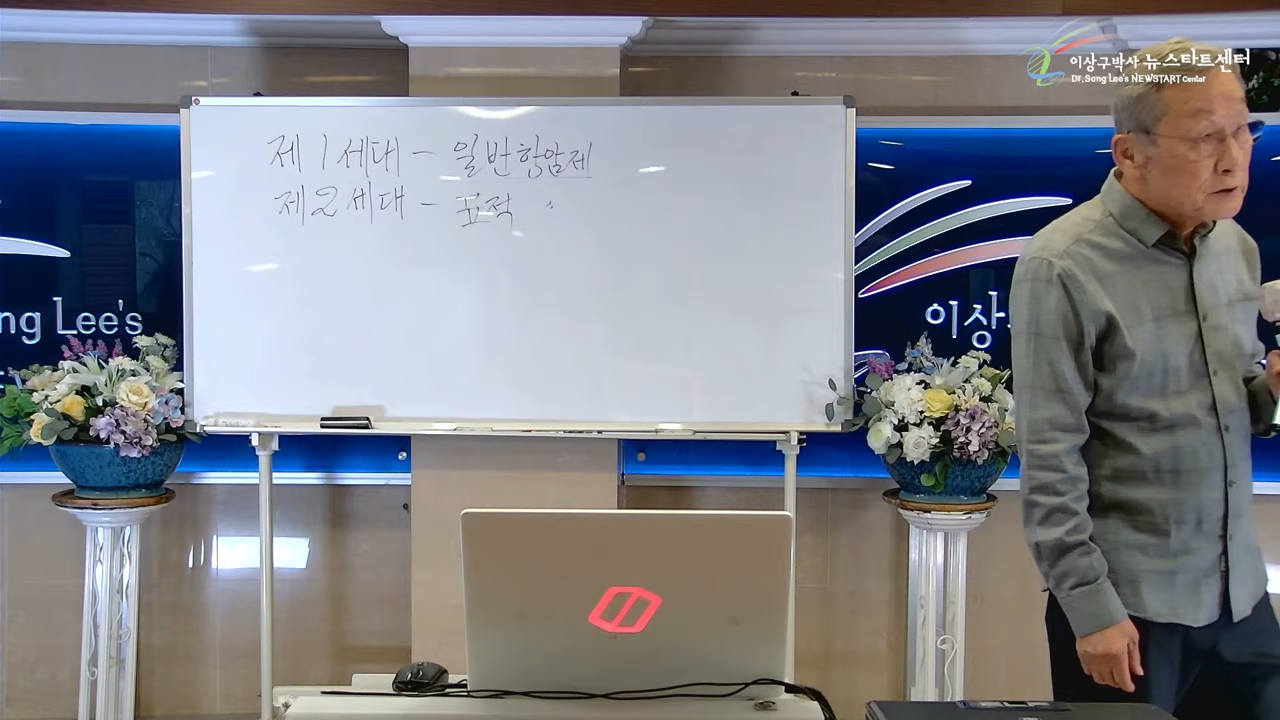 이상구박사 뉴스타트센터
Dr.Sang Lee's NEWSTART Center
제1세대 - 일반항암제
제2세대 - 표적 〃
ng Lee's
이상